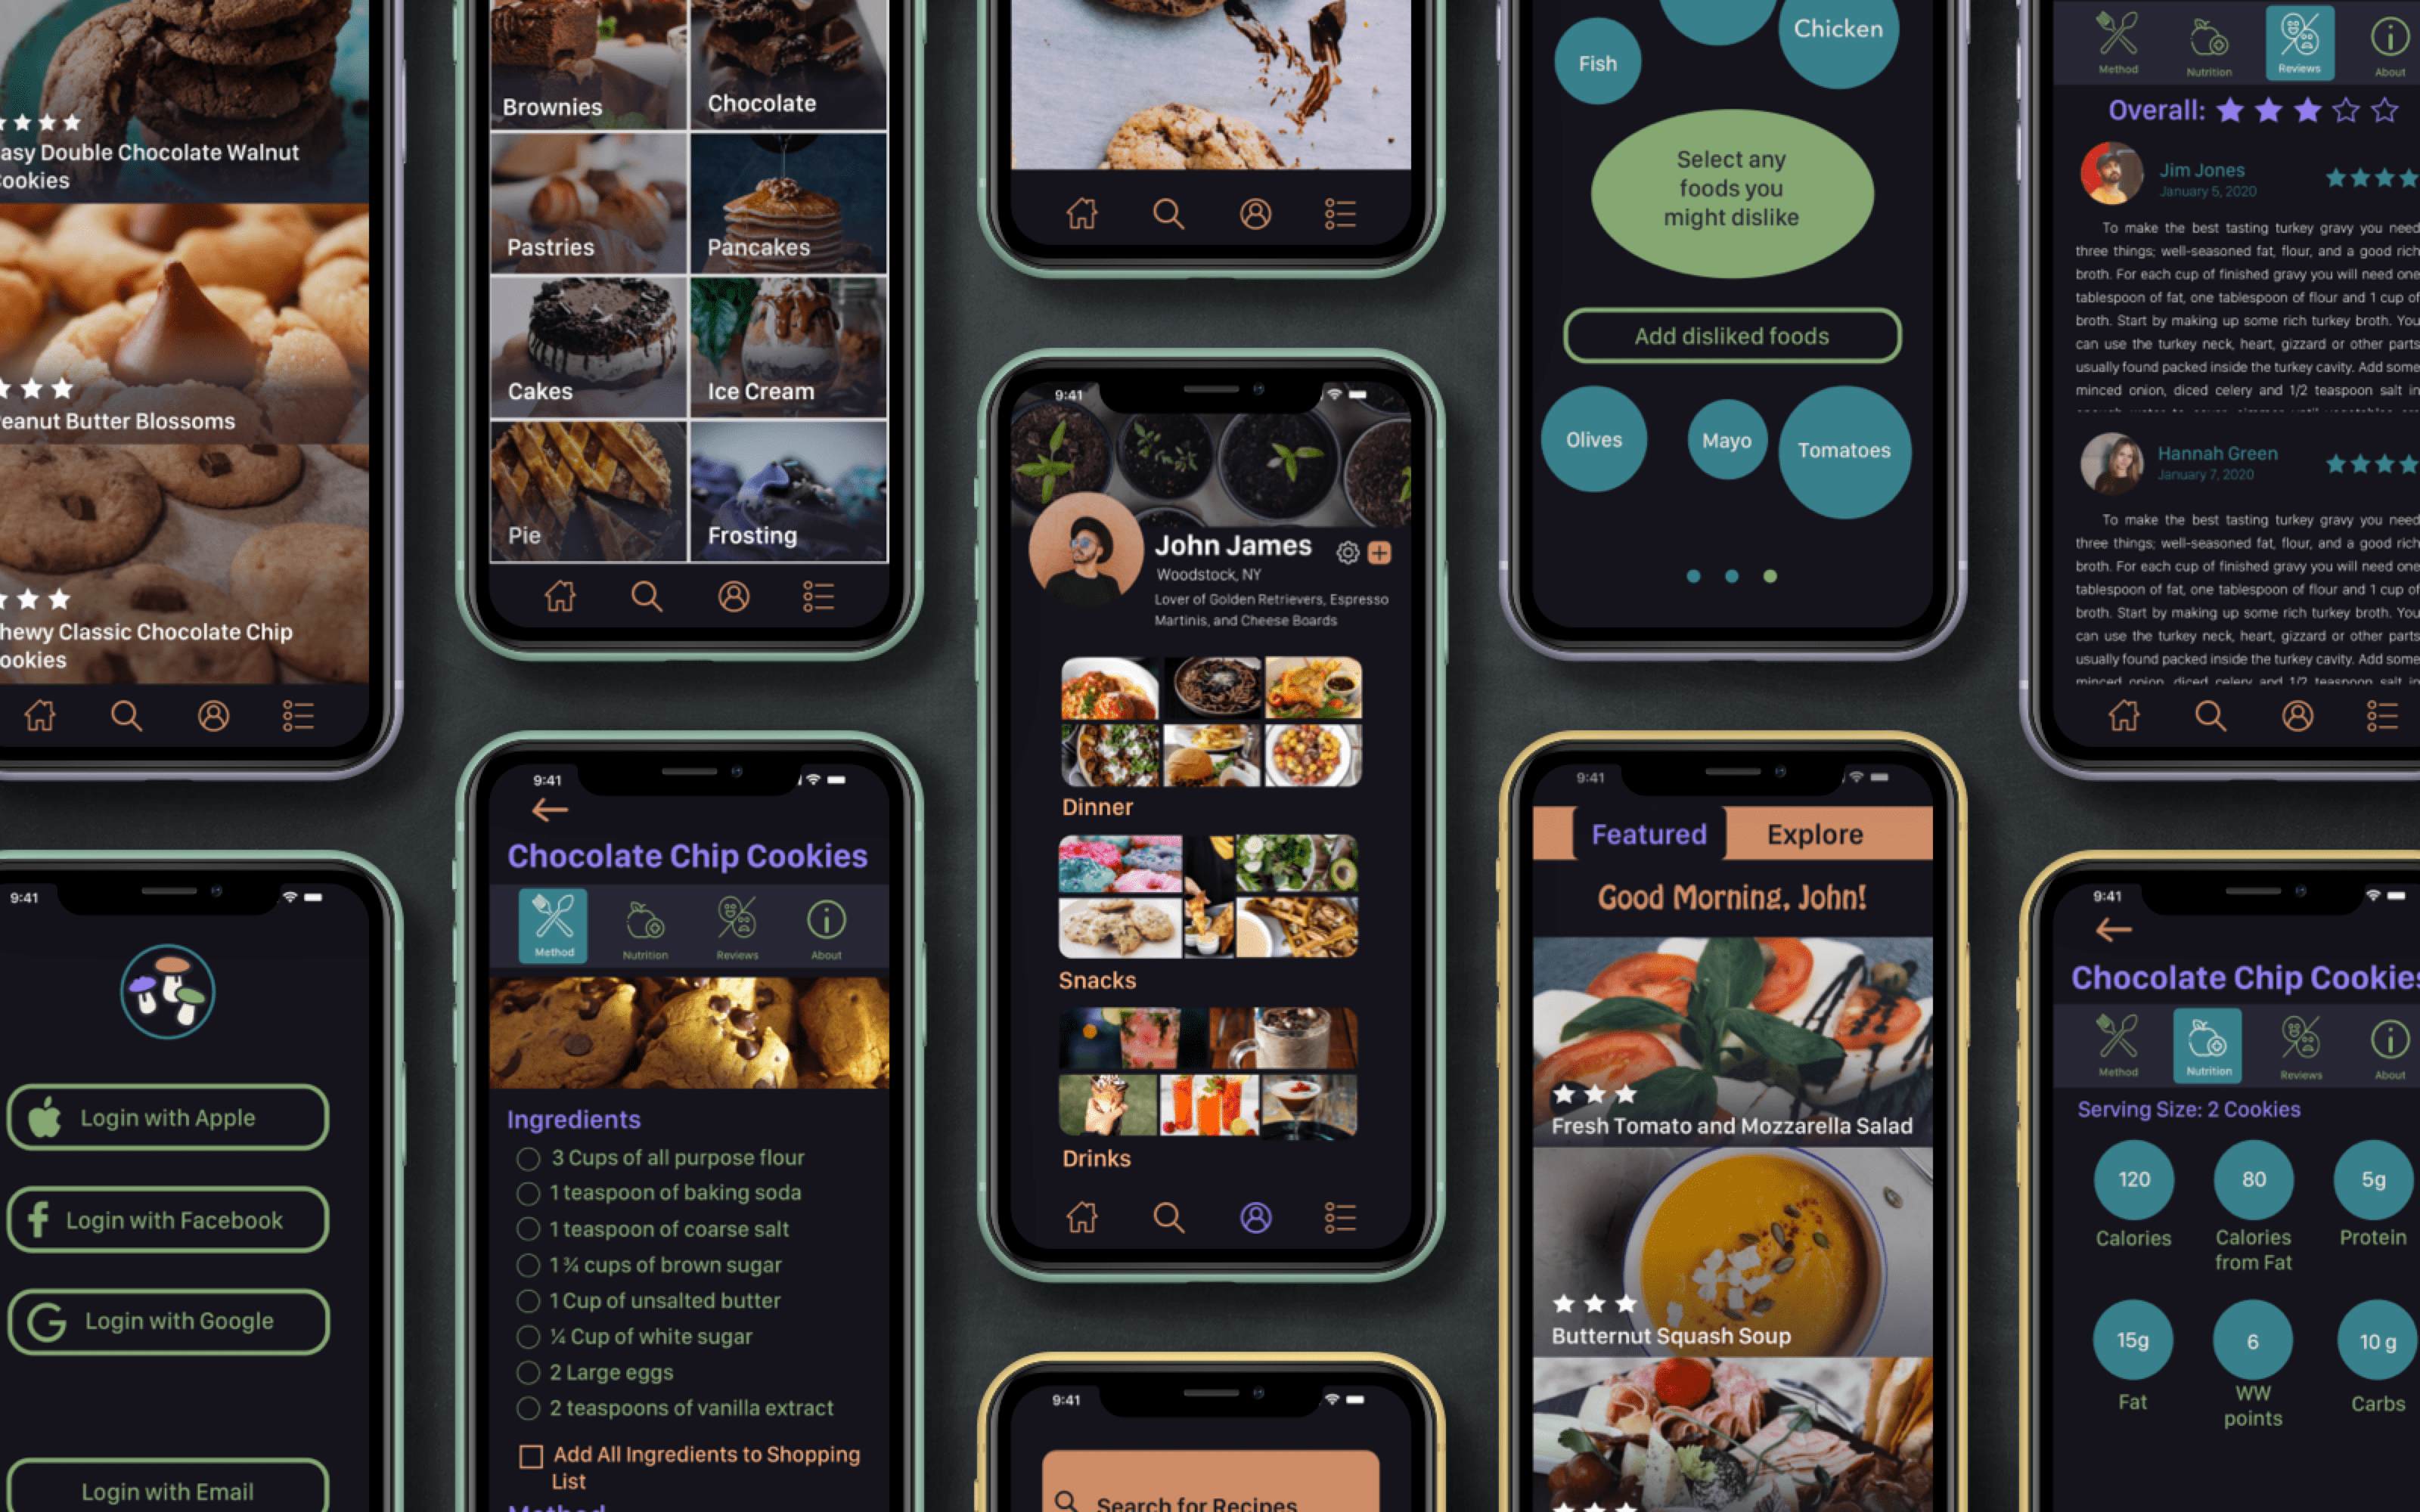 asy Double Chocolate Walnut
ookies
eanut Butter Blossoms
hewy Classic Chocolate Chip
ookies
9:41
Login with Apple
Login with Facebook
Login with Google
Login with Email
Brownies
Chocolate
Pastries
Pancakes
Cakes
Ice Cream
Pie
Frosting
9:41
Chocolate Chip Cookies
Method
Nutrition
Reviews
About
Ingredients
3 Cups of all purpose flour
1 teaspoon of baking soda
1 teaspoon of coarse salt
1 ¾ cups of brown sugar
1 Cup of unsalted butter
¼ Cup of white sugar
2 Large eggs
2 teaspoons of vanilla extract
Add All Ingredients to Shopping
List
Method
9:41
John James
Woodstock, NY
Lover of Golden Retrievers, Espresso
Martinis, and Cheese Boards
Dinner
Snacks
Drinks
9:41
Search for Recipes
Fish
Chicken
Select any
foods you
might dislike
Add disliked foods
Olives
Mayo
Tomatoes
9:41
Featured
Explore
Good Morning, John!
Fresh Tomato and Mozzarella Salad
Butternut Squash Soup
Method
Nutrition
Reviews
About
Overall:
Jim Jones
January 5, 2020
To make the best tasting turkey gravy you need
three things; well-seasoned fat, flour, and a good rich
broth. For each cup of finished gravy you will need one
tablespoon of fat, one tablespoon of flour and 1 cup of
broth. Start by making up some rich turkey broth. You
can use the turkey neck, heart, gizzard or other parts
usually found packed inside the turkey cavity. Add some
minced onion, diced celery and 1/2 teaspoon salt in
Hannah Green
January 7, 2020
To make the best tasting turkey gravy you need
three things; well-seasoned fat, flour, and a good rich
broth. For each cup of finished gravy you will need one
tablespoon of fat, one tablespoon of flour and 1 cup of
broth. Start by making up some rich turkey broth. You
can use the turkey neck, heart, gizzard or other parts
usually found packed inside the turkey cavity. Add some
minced onion, diced celery and 1/2 teaspoon salt in
9:41
Chocolate Chip Cookies
Method
Nutrition
Reviews
About
Serving Size: 2 Cookies
120
Calories
80
Calories
from Fat
5g
Protein
15g
Fat
6
WW
points
10 g
Carbs